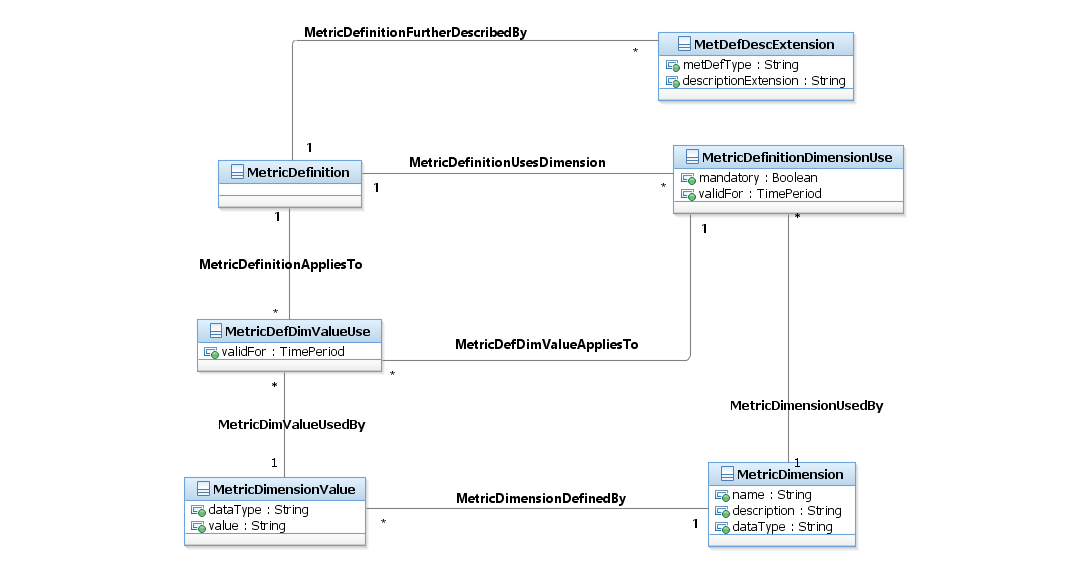 MetricDefinitionFurtherDescribedBy
*
MetDefDescExtension
metDefType : String
descriptionExtension : String
1
MetricDefinition
MetricDefinitionUsesDimension
1
*
MetricDefinitionDimensionUse
mandatory : Boolean
validFor : TimePeriod
1
*
1
MetricDefinitionAppliesTo
*
MetricDefDimValueUse
validFor : TimePeriod
MetricDefDimValueAppliesTo
*
*
MetricDimValueUsedBy
1
MetricDimensionUsedBy
1
MetricDimensionValue
dataType : String
value : String
MetricDimensionDefinedBy
*
1
MetricDimension
name : String
description : String
dataType : String